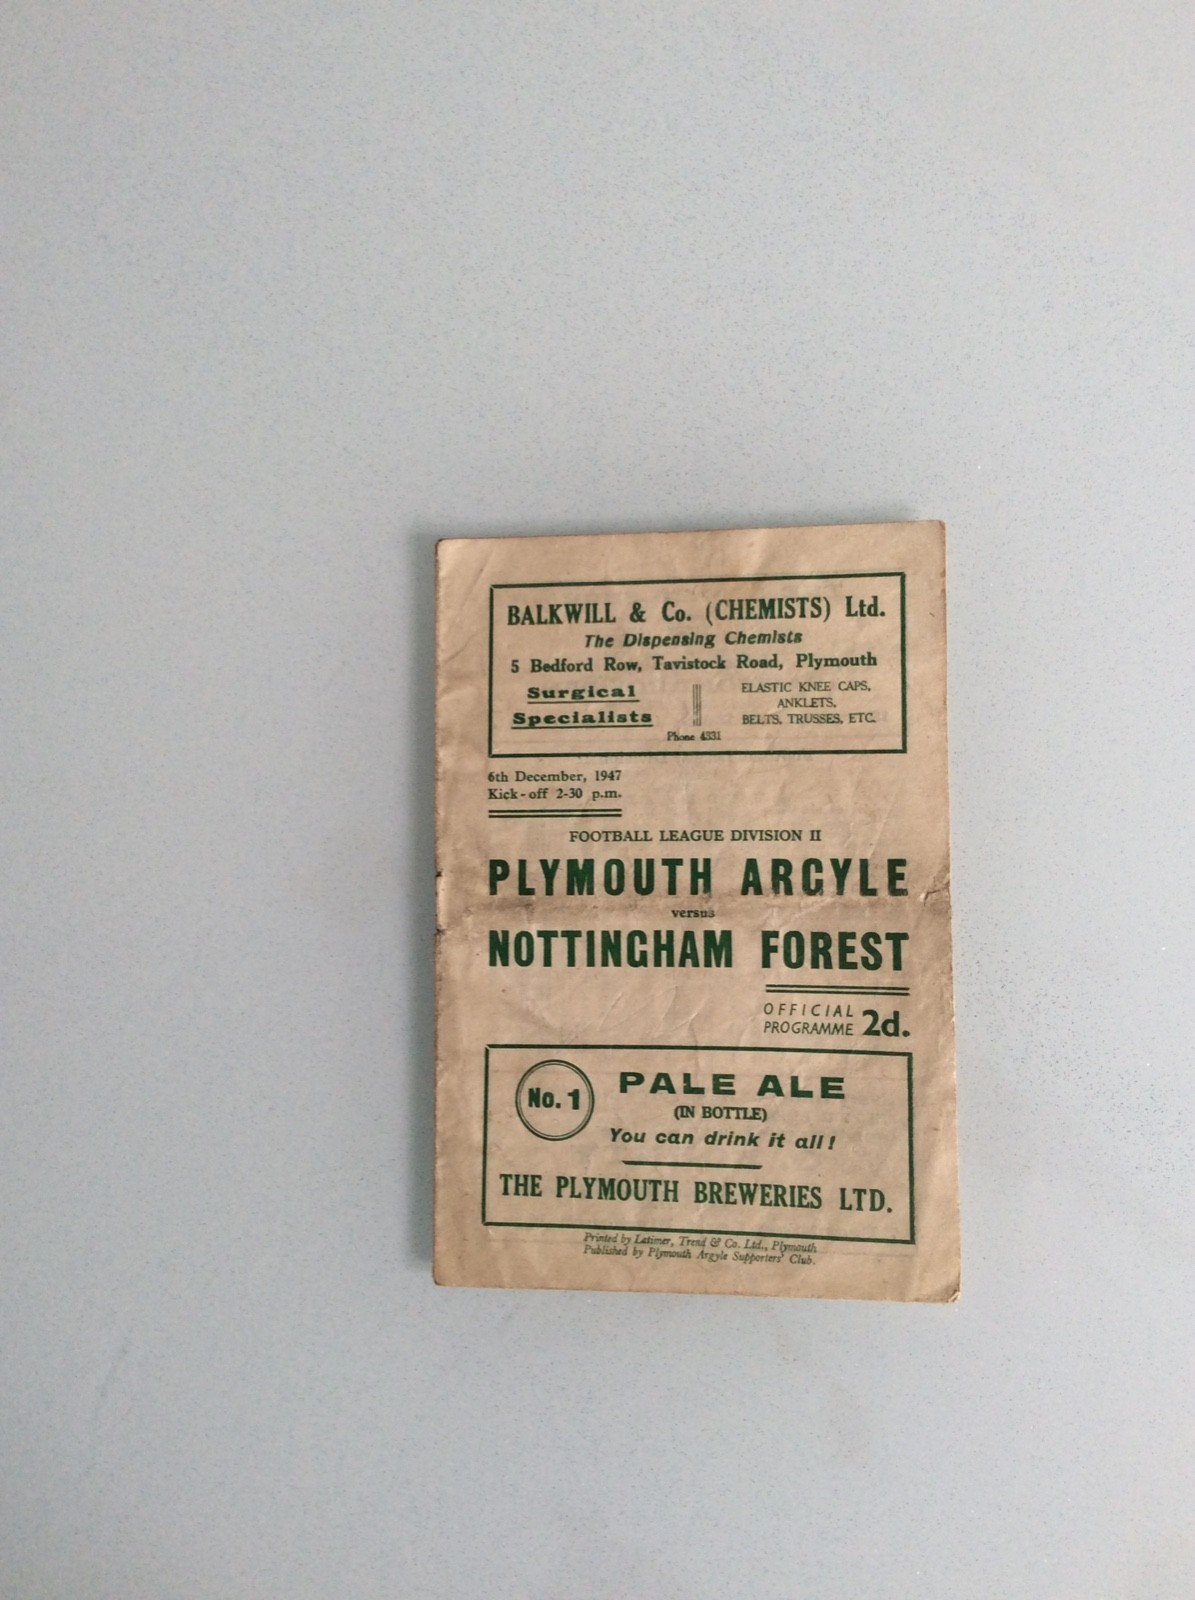 BALKWILL & Co. (CHEMISTS) Ltd.
The Dispensing Chemists
5 Bedford Row, Tavistock Road, Plymouth
Surgical
Specialists
ELASTIC KNEE CAPS,
ANKLETS,
BELTS, TRUSSES, ETC.
Phone 4331
6th December, 1947
Kick-off 2-30 p.m.
FOOTBALL LEAGUE DIVISION II
PLYMOUTH ARGYLE
versus
NOTTINGHAM FOREST
OFFICIAL
PROGRAMME 2d.
No. 1
PALE ALE
(IN BOTTLE)
You can drink it all!
THE PLYMOUTH BREWERIES LTD.
Printed by Latimer, Trend & Co. Ltd., Plymouth
Published by Plymouth Argyle Supporters' Club.